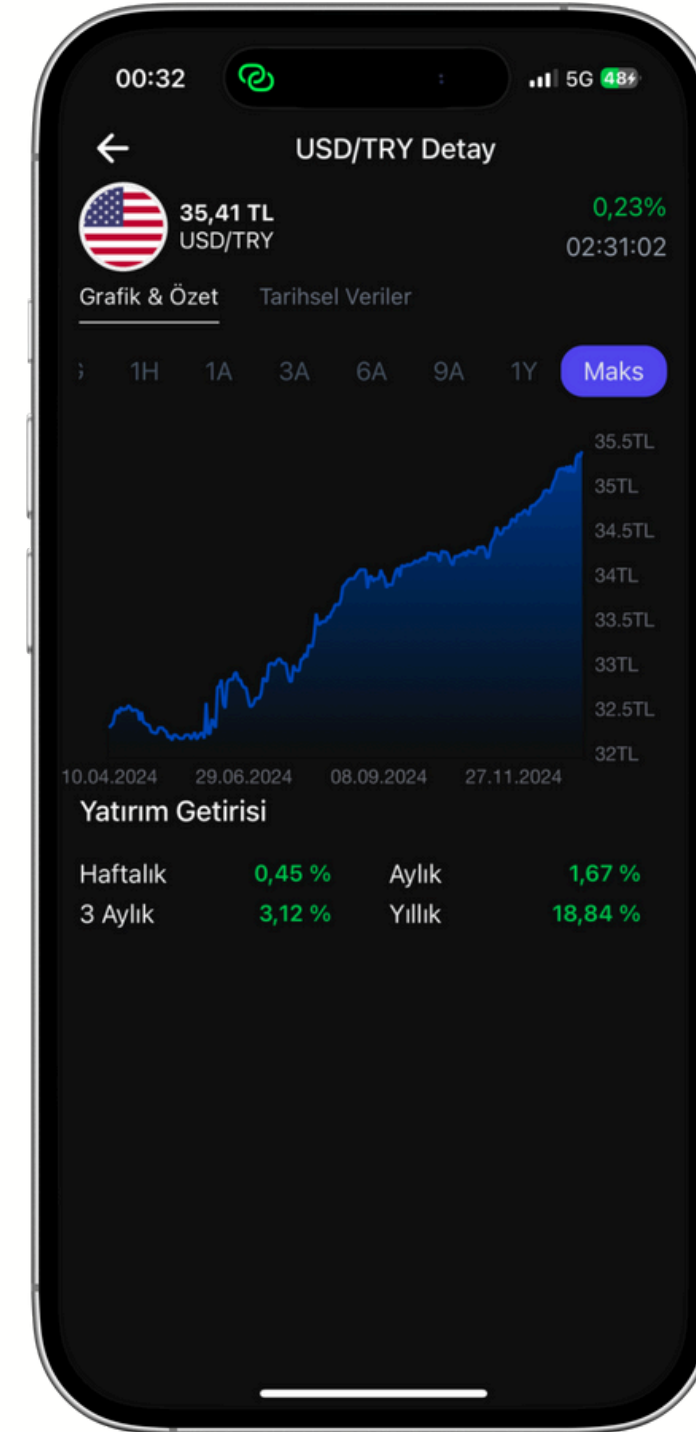 00:32 5G 48
USD/TRY Detay
35,41 TL 0,23%
USD/TRY 02:31:02
Grafik & Özet Tarihsel Veriler
1H 1A 3A 6A 9A 1Y Maks
35.5TL
35TL
34.5TL
34TL
33.5TL
33TL
32.5TL
32TL
10.04.2024 29.06.2024 08.09.2024 27.11.2024
Yatırım Getirisi
Haftalık 0,45 % Aylık 1,67 %
3 Aylık 3,12 % Yıllık 18,84 %